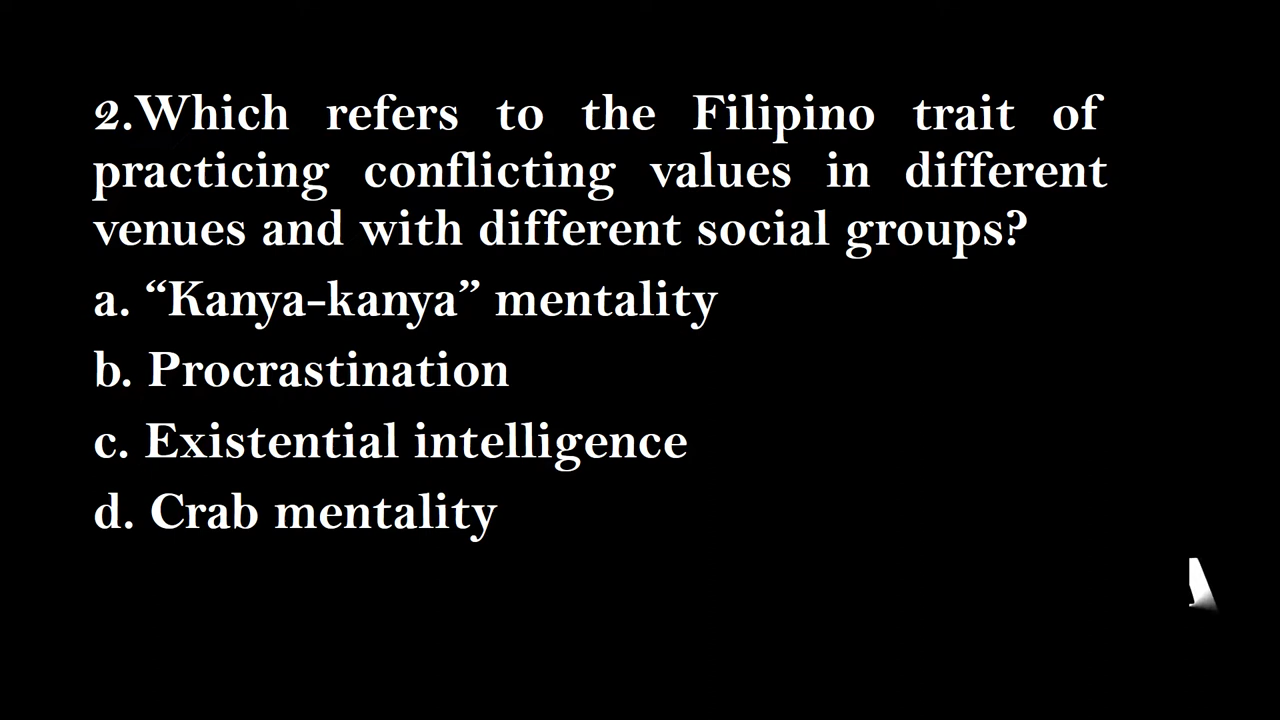 2.Which refers to the Filipino trait of
practicing conflicting values in different
venues and with different social groups?
a. “Kanya-kanya” mentality
b. Procrastination
c. Existential intelligence
d. Crab mentality